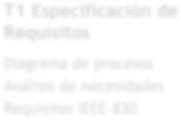 T1 Especificación de
Requisitos
Diagrama de procesos
Análisis de necesidades
Requisitos IEEE-830